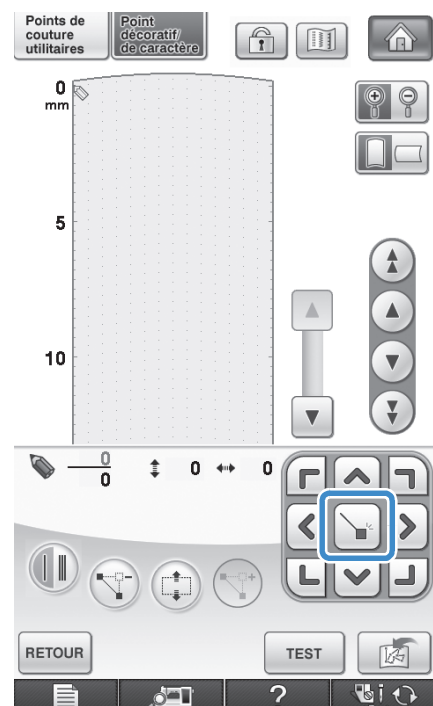 Points de
couture
utilitaires
Point
décoratif/
de caractère
0
mm
5
10
0
0
0
0
RETOUR
TEST
?